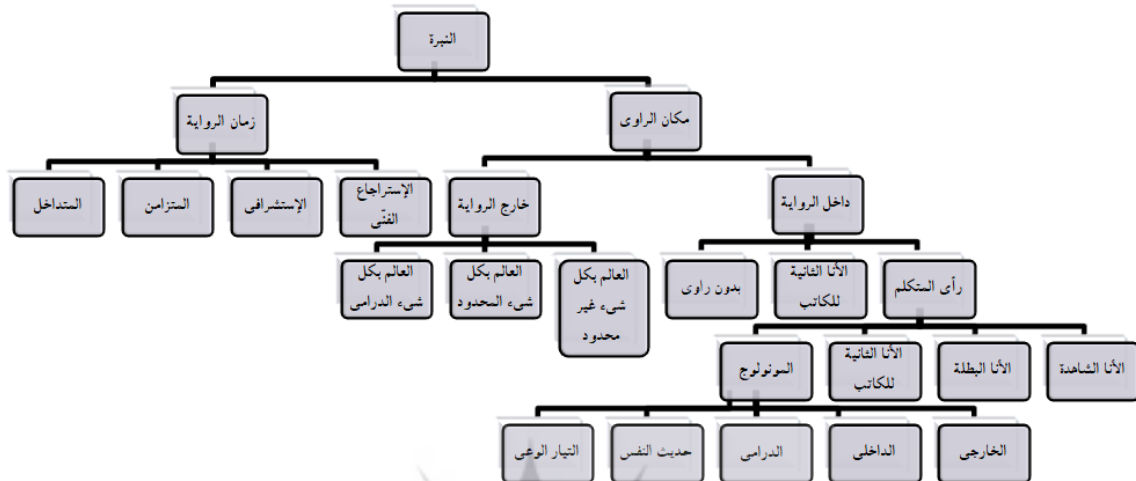 النبرة
مكان الراوى
زمان الرواية
داخل الرواية
خارج الرواية
الإستراجاع
الفنّى
الإستشرافى
المتزامن
المتداخل
رأى المتكلم
الأنا الثانية
للكاتب
بدون راوى
العالم بكل
شىء غير
محدود
العالم بكل
شىء المحدود
العالم بكل
شىء الدرامى
الأنا الشاهدة
الأنا البطلة
الأنا الثانية
للكاتب
المونولوج
الخارجى
الداخلى
الدرامى
حديث النفس
التيار الوعى